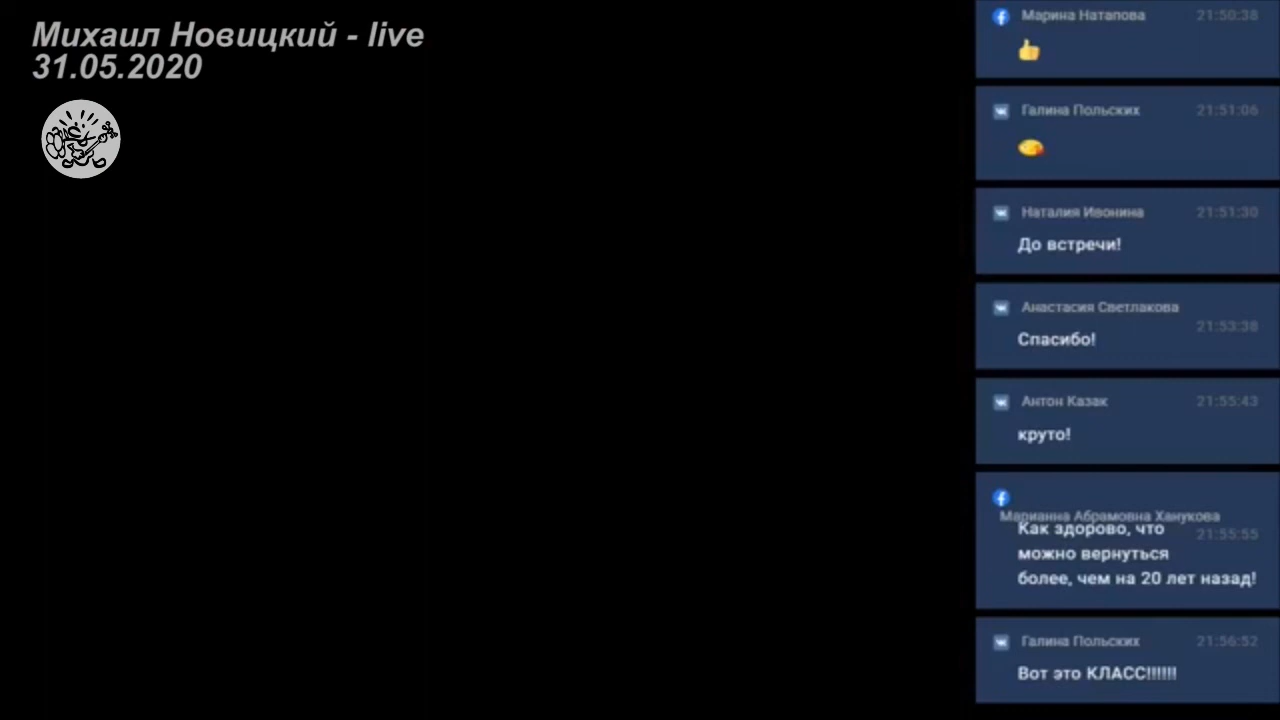 Михаил Новицкий - live
31.05.2020
Марина Натапова 21:50:38
Галина Польских 21:51:06
Наталия Ивонина 21:51:30
До встречи!
Анастасия Светлакова
21:53:38
Спасибо!
Антон Казак 21:55:43
круто!
Марианна Абрамовна Ханукова
Как здорово, что
21:55:55
можно вернуться
более, чем на 20 лет назад!
Галина Польских 21:56:52
Вот это КЛАСС!!!!!!